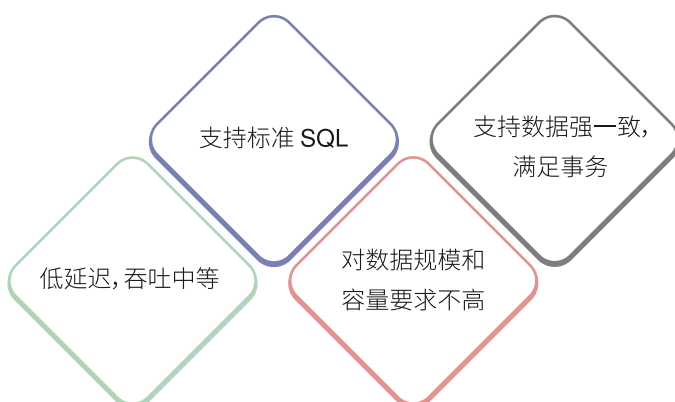 支持标准 SQL
支持数据强一致，
满足事务
低延迟，吞吐中等
对数据规模和
容量要求不高